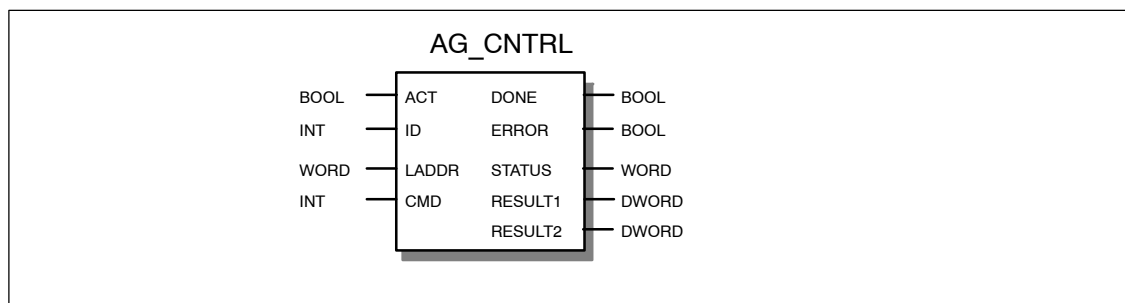 AG_CNTRL
BOOL ACT DONE BOOL
INT ID ERROR BOOL
WORD LADDR STATUS WORD
INT CMD RESULT1 DWORD
RESULT2 DWORD